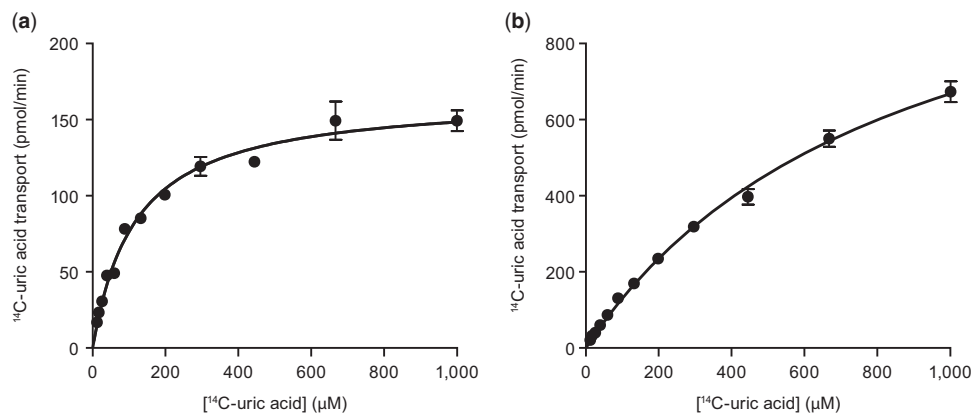 (a)
¹⁴C-uric acid transport (pmol/min)
200
150
100
50
0
0 200 400 600 800 1,000
[¹⁴C-uric acid] (μM)
(b)
¹⁴C-uric acid transport (pmol/min)
800
600
400
200
0
0 200 400 600 800 1,000
[¹⁴C-uric acid] (μM)